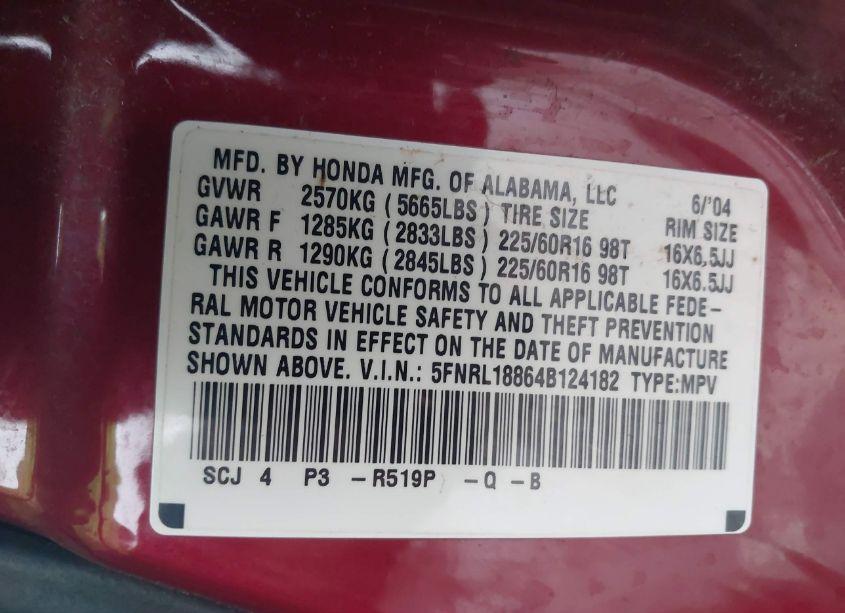 MFD. BY HONDA MFG. OF ALABAMA, LLC 6/'04
GVWR 2570KG (5665LBS) TIRE SIZE RIM SIZE
GAWR F 1285KG (2833LBS) 225/60R16 98T 16X6.5JJ
GAWR R 1290KG (2845LBS) 225/60R16 98T 16X6.5JJ
THIS VEHICLE CONFORMS TO ALL APPLICABLE FEDE-
RAL MOTOR VEHICLE SAFETY AND THEFT PREVENTION
STANDARDS IN EFFECT ON THE DATE OF MANUFACTURE
SHOWN ABOVE. V.I.N.: 5FNRL18864B124182 TYPE:MPV
SCJ 4 P3 -R519P -Q -B